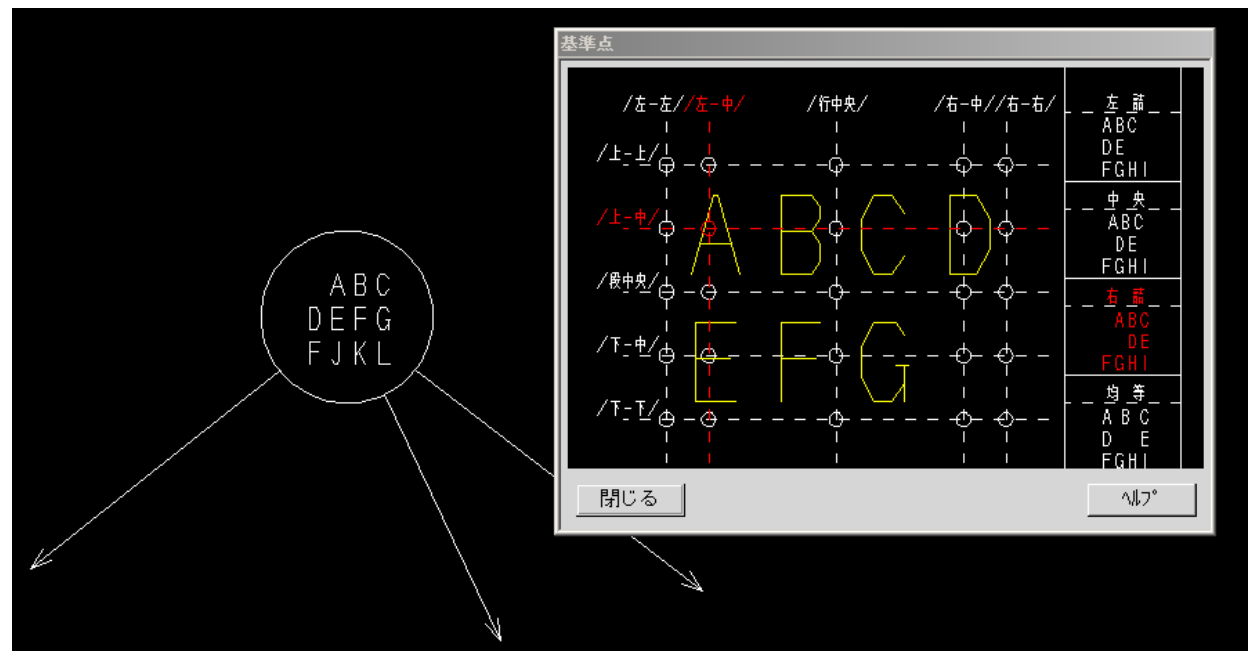 基準点
/左-左//左-中/ /行中央/ /右-中//右-右/
/上-上/
/上-中/
/段中央/
/下-中/
/下-下/
ABCD
EFG
左 詰
ABC
DE
FGHI
中 央
ABC
DE
FGHI
右 詰
ABC
DE
FGHI
均 等
A B C
D E
FGHI
閉じる
ﾍﾙﾌﾟ
ABC
DEFG
FJKL